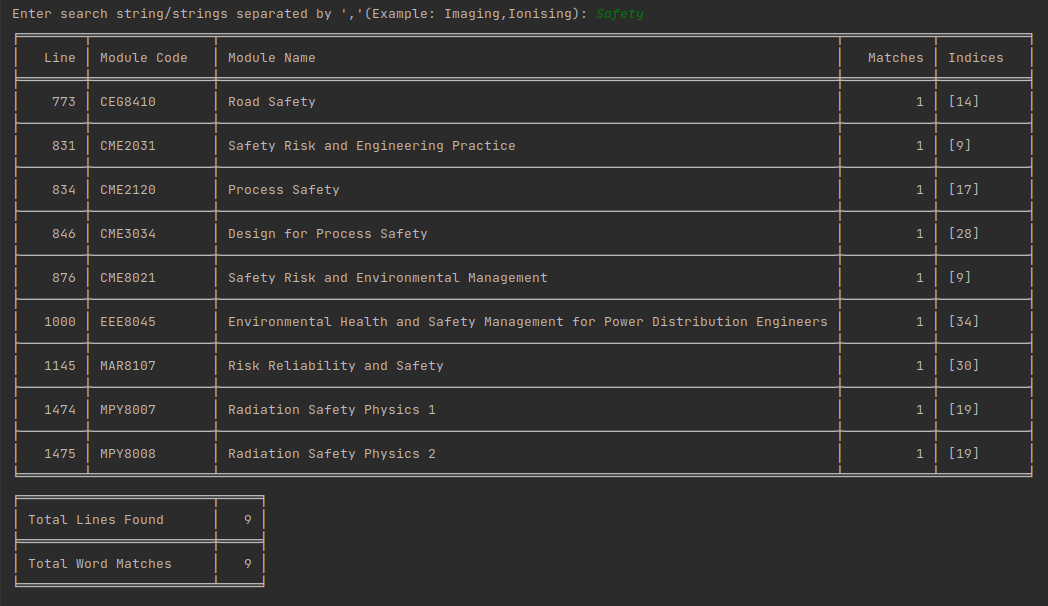 Enter search string/strings separated by ','(Example: Imaging,Ionising): Safety
Line Module Code Module Name Matches Indices
773 CEG8410 Road Safety 1 [14]
831 CME2031 Safety Risk and Engineering Practice 1 [9]
834 CME2120 Process Safety 1 [17]
846 CME3034 Design for Process Safety 1 [28]
876 CME8021 Safety Risk and Environmental Management 1 [9]
1000 EEE8045 Environmental Health and Safety Management for Power Distribution Engineers 1 [34]
1145 MAR8107 Risk Reliability and Safety 1 [30]
1474 MPY8007 Radiation Safety Physics 1 1 [19]
1475 MPY8008 Radiation Safety Physics 2 1 [19]
Total Lines Found 9
Total Word Matches 9